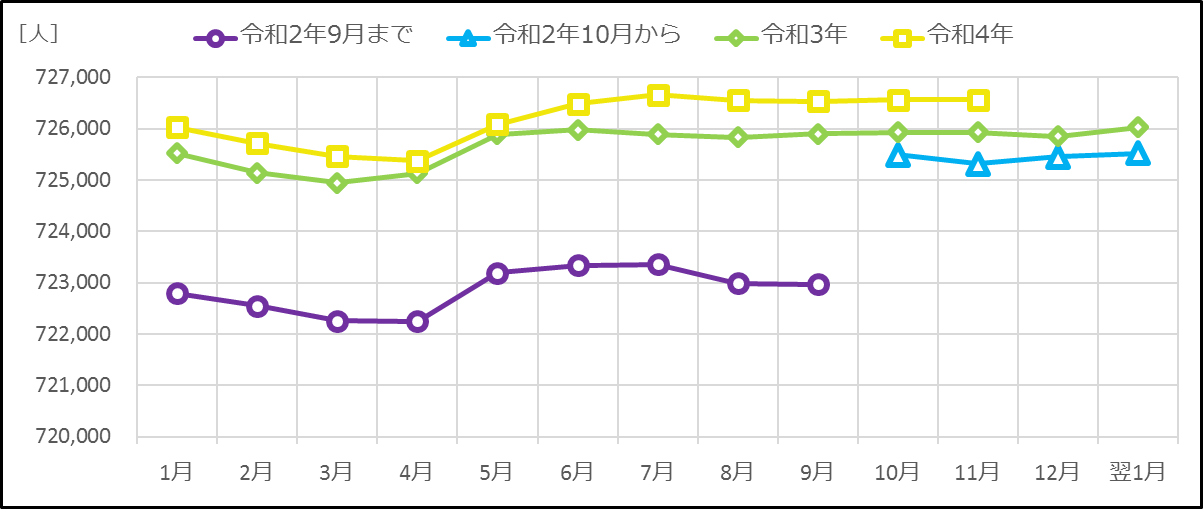 ［人］
令和2年9月まで 令和2年10月から 令和3年 令和4年
727,000
726,000
725,000
724,000
723,000
722,000
721,000
720,000
1月 2月 3月 4月 5月 6月 7月 8月 9月 10月 11月 12月 翌1月